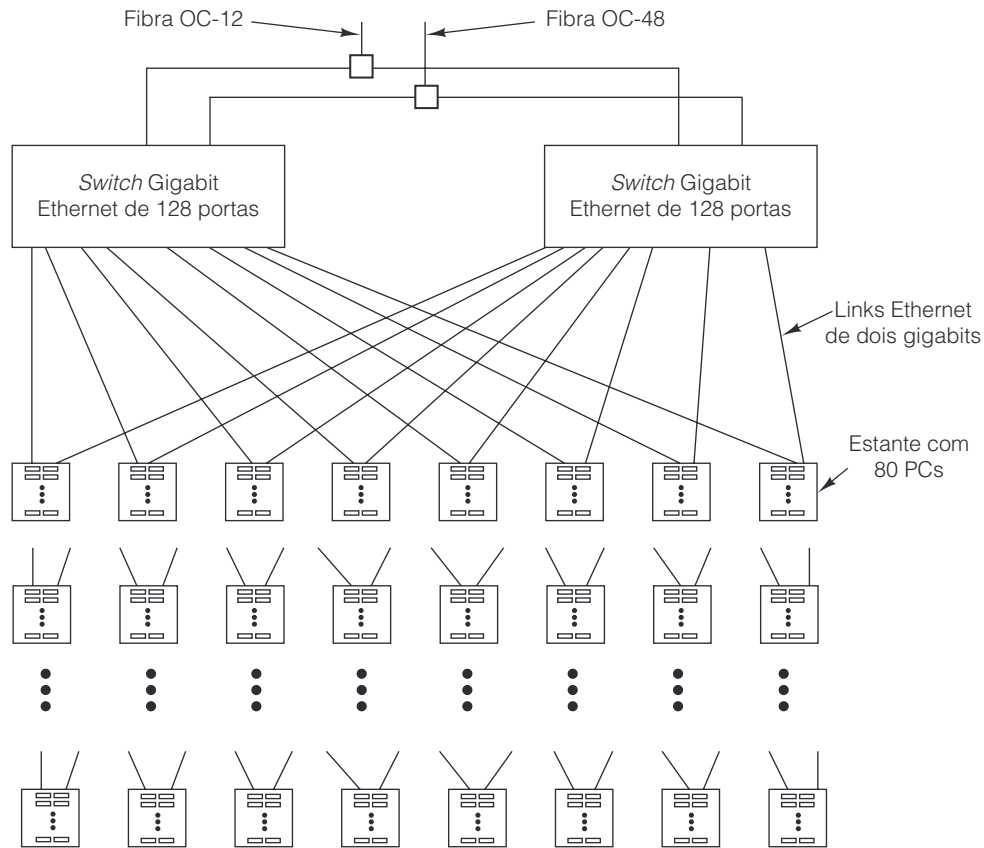 Fibra OC-12
Fibra OC-48
Switch Gigabit
Ethernet de 128 portas
Switch Gigabit
Ethernet de 128 portas
Links Ethernet
de dois gigabits
Estante com
80 PCs